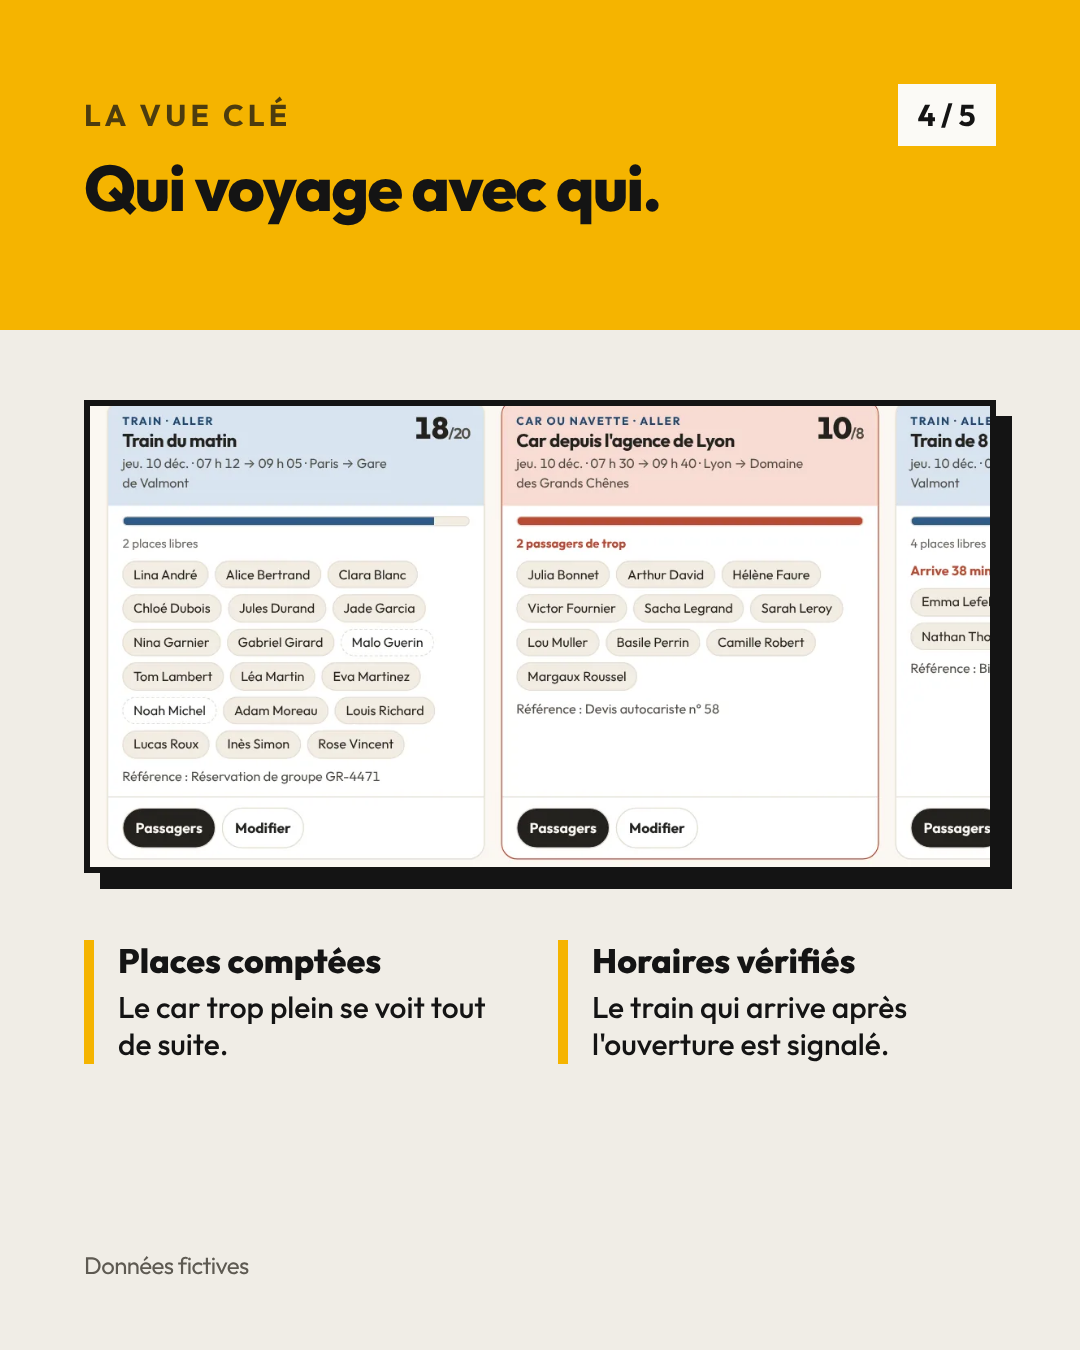 LA VUE CLÉ
4/5
Qui voyage avec qui.
TRAIN · ALLER
18/20
Train du matin
jeu. 10 déc. · 07 h 12 → 09 h 05 · Paris → Gare
de Valmont
2 places libres
Lina André Alice Bertrand Clara Blanc
Chloé Dubois Jules Durand Jade Garcia
Nina Garnier Gabriel Girard Malo Guerin
Tom Lambert Léa Martin Eva Martinez
Noah Michel Adam Moreau Louis Richard
Lucas Roux Inès Simon Rose Vincent
Référence : Réservation de groupe GR-4471
Passagers Modifier
CAR OU NAVETTE · ALLER
10/8
Car depuis l'agence de Lyon
jeu. 10 déc. · 07 h 30 → 09 h 40 · Lyon → Domaine
des Grands Chênes
2 passagers de trop
Julia Bonnet Arthur David Hélène Faure
Victor Fournier Sacha Legrand Sarah Leroy
Lou Muller Basile Perrin Camille Robert
Margaux Roussel
Référence : Devis autocariste n° 58
Passagers Modifier
TRAIN · ALLE
Train de 8
jeu. 10 déc. ·
Valmont
4 places libres
Arrive 38 min
Emma Lefe
Nathan Tho
Référence : Bi
Passagers
Places comptées
Le car trop plein se voit tout
de suite.
Horaires vérifiés
Le train qui arrive après
l'ouverture est signalé.
Données fictives